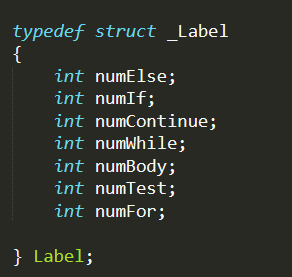 typedef struct _Label
{
    int numElse;
    int numIf;
    int numContinue;
    int numWhile;
    int numBody;
    int numTest;
    int numFor;

} Label;